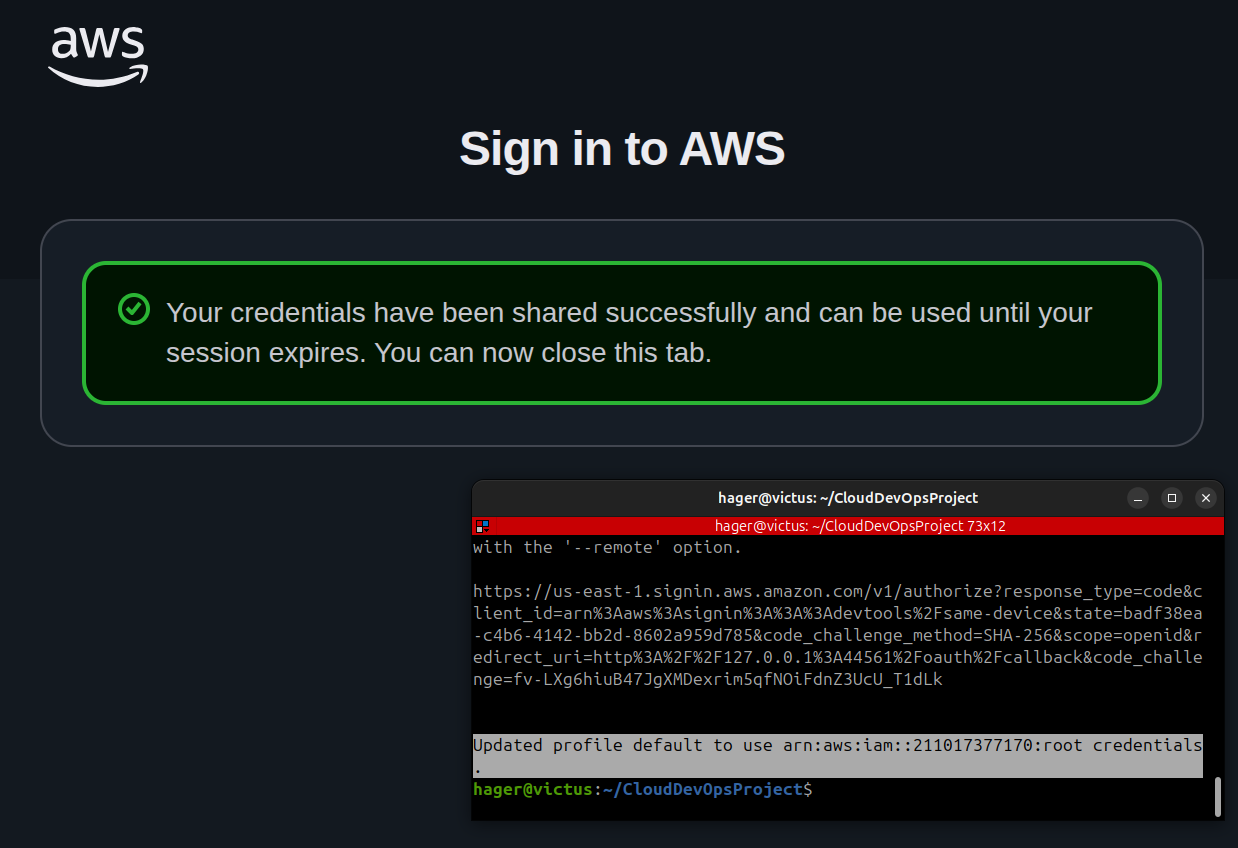 aws
Sign in to AWS
Your credentials have been shared successfully and can be used until your
session expires. You can now close this tab.
hager@victus: ~/CloudDevOpsProject
hager@victus: ~/CloudDevOpsProject 73x12
with the '--remote' option.
https://us-east-1.signin.aws.amazon.com/v1/authorize?response_type=code&c
lient_id=arn%3Aaws%3Asignin%3A%3A%3Adevtools%2Fsame-device&state=badf38ea
-c4b6-4142-bb2d-8602a959d785&code_challenge_method=SHA-256&scope=openid&r
edirect_uri=http%3A%2F%2F127.0.0.1%3A44561%2Foauth%2Fcallback&code_challe
nge=fv-LXg6hiuB47JgXMDexrim5qfNOiFdnZ3UcU_T1dLk
Updated profile default to use arn:aws:iam::211017377170:root credentials
.
hager@victus:~/CloudDevOpsProject$